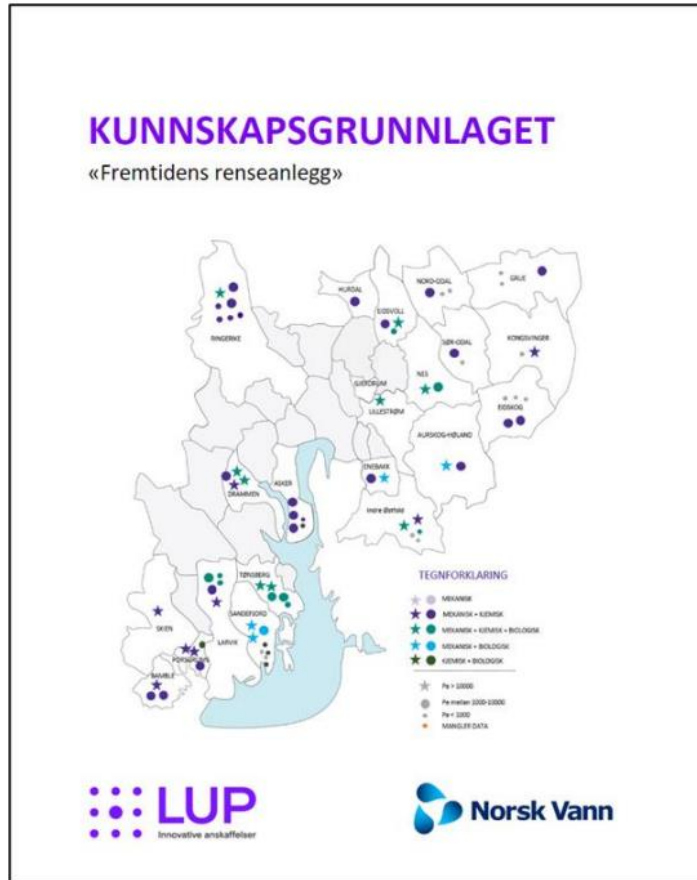 KUNNSKAPSGRUNNLAGET
«Fremtidens renseanlegg»
HURDAL
NORD-ODAL
GRUE
EIDSVOLL
RINGERIKE
SØR-ODAL
KONGSVINGER
NES
GJERDRUM
LILLESTRØM
EIDSKOG
AURSKOG-HØLAND
ENEBAKK
ASKER
DRAMMEN
Indre Østfold
TØNSBERG
SANDEFJORD
SKIEN
LARVIK
PORSGRUNN
BAMBLE
TEGNFORKLARING
MEKANISK
MEKANISK + KJEMISK
MEKANISK + KJEMISK + BIOLOGISK
MEKANISK + BIOLOGISK
KJEMISK + BIOLOGISK
Pe > 10000
Pe mellan 1000-10000
Pe < 1000
MANGLER DATA
LUP
Innovative anskaffelser
Norsk Vann